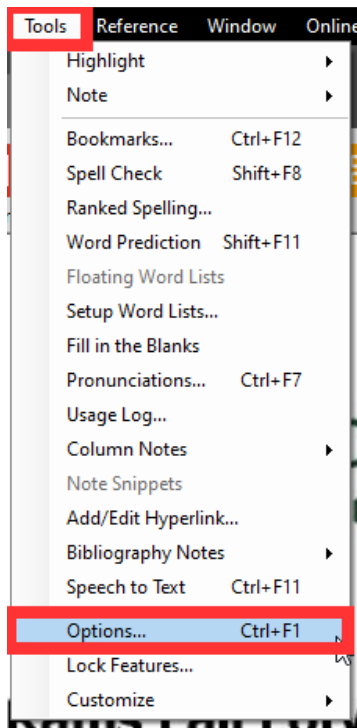 Tools Reference Window Online
Highlight
Note
Bookmarks... Ctrl+F12
Spell Check Shift+F8
Ranked Spelling...
Word Prediction Shift+F11
Floating Word Lists
Setup Word Lists...
Fill in the Blanks
Pronunciations... Ctrl+F7
Usage Log...
Column Notes
Note Snippets
Add/Edit Hyperlink...
Bibliography Notes
Speech to Text Ctrl+F11
Options... Ctrl+F1
Lock Features...
Customize